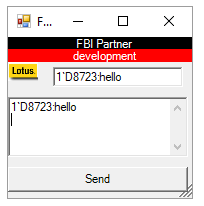 F...
FBI Partner
development
Lotus.
1`D8723:hello
1`D8723:hello
Send